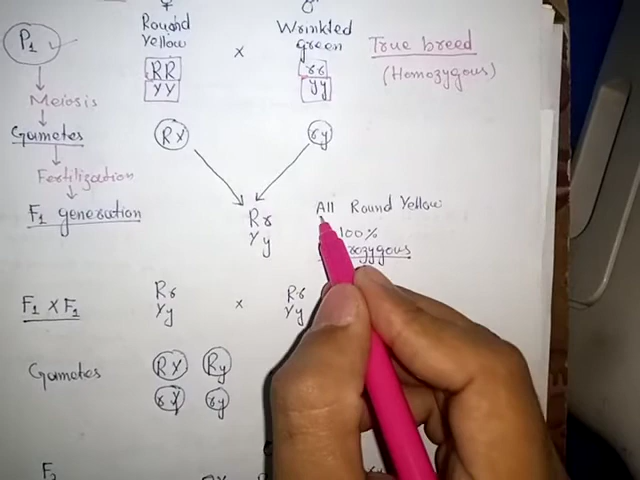 ♀ ♂
P1 Round Yellow × Wrinkled green True breed
RR YY rr yy (Homozygous)
Meiosis
Gametes RY ry
Fertilization
F1 generation Rr Yy All Round Yellow
100%
F1 X F1 Rr Yy × Rr Yy
Gametes RY Ry
rY ry
F2